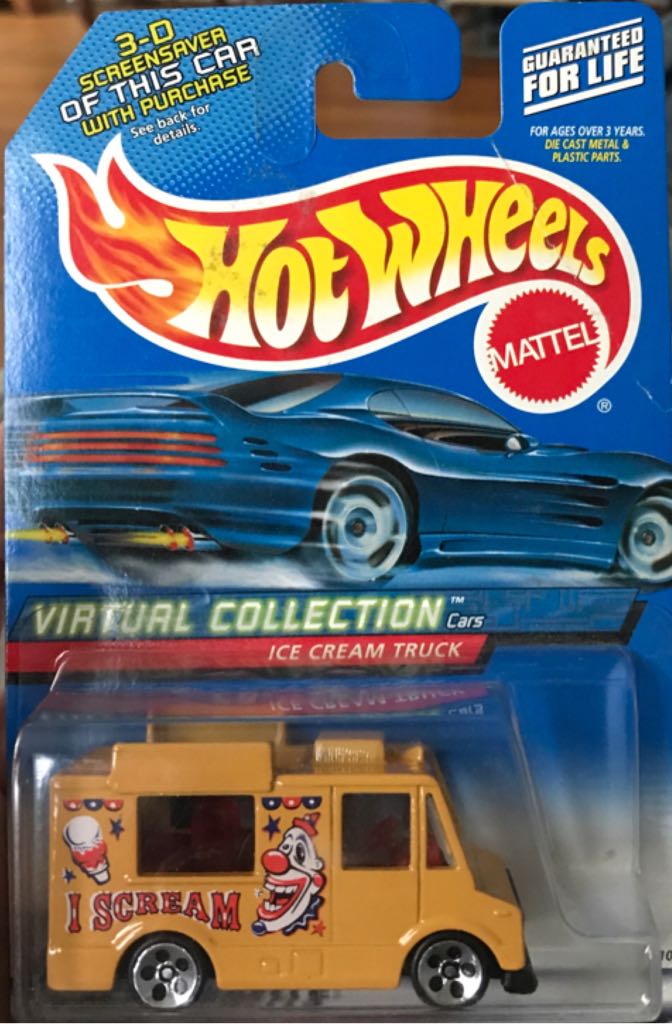 3-D
SCREENSAVER
OF THIS CAR
WITH PURCHASE
See back for
details.
GUARANTEED
FOR LIFE
FOR AGES OVER 3 YEARS.
DIE CAST METAL &
PLASTIC PARTS.
HOT WHEELS
MATTEL
®
VIRTUAL COLLECTION™
Cars
ICE CREAM TRUCK
I SCREAM